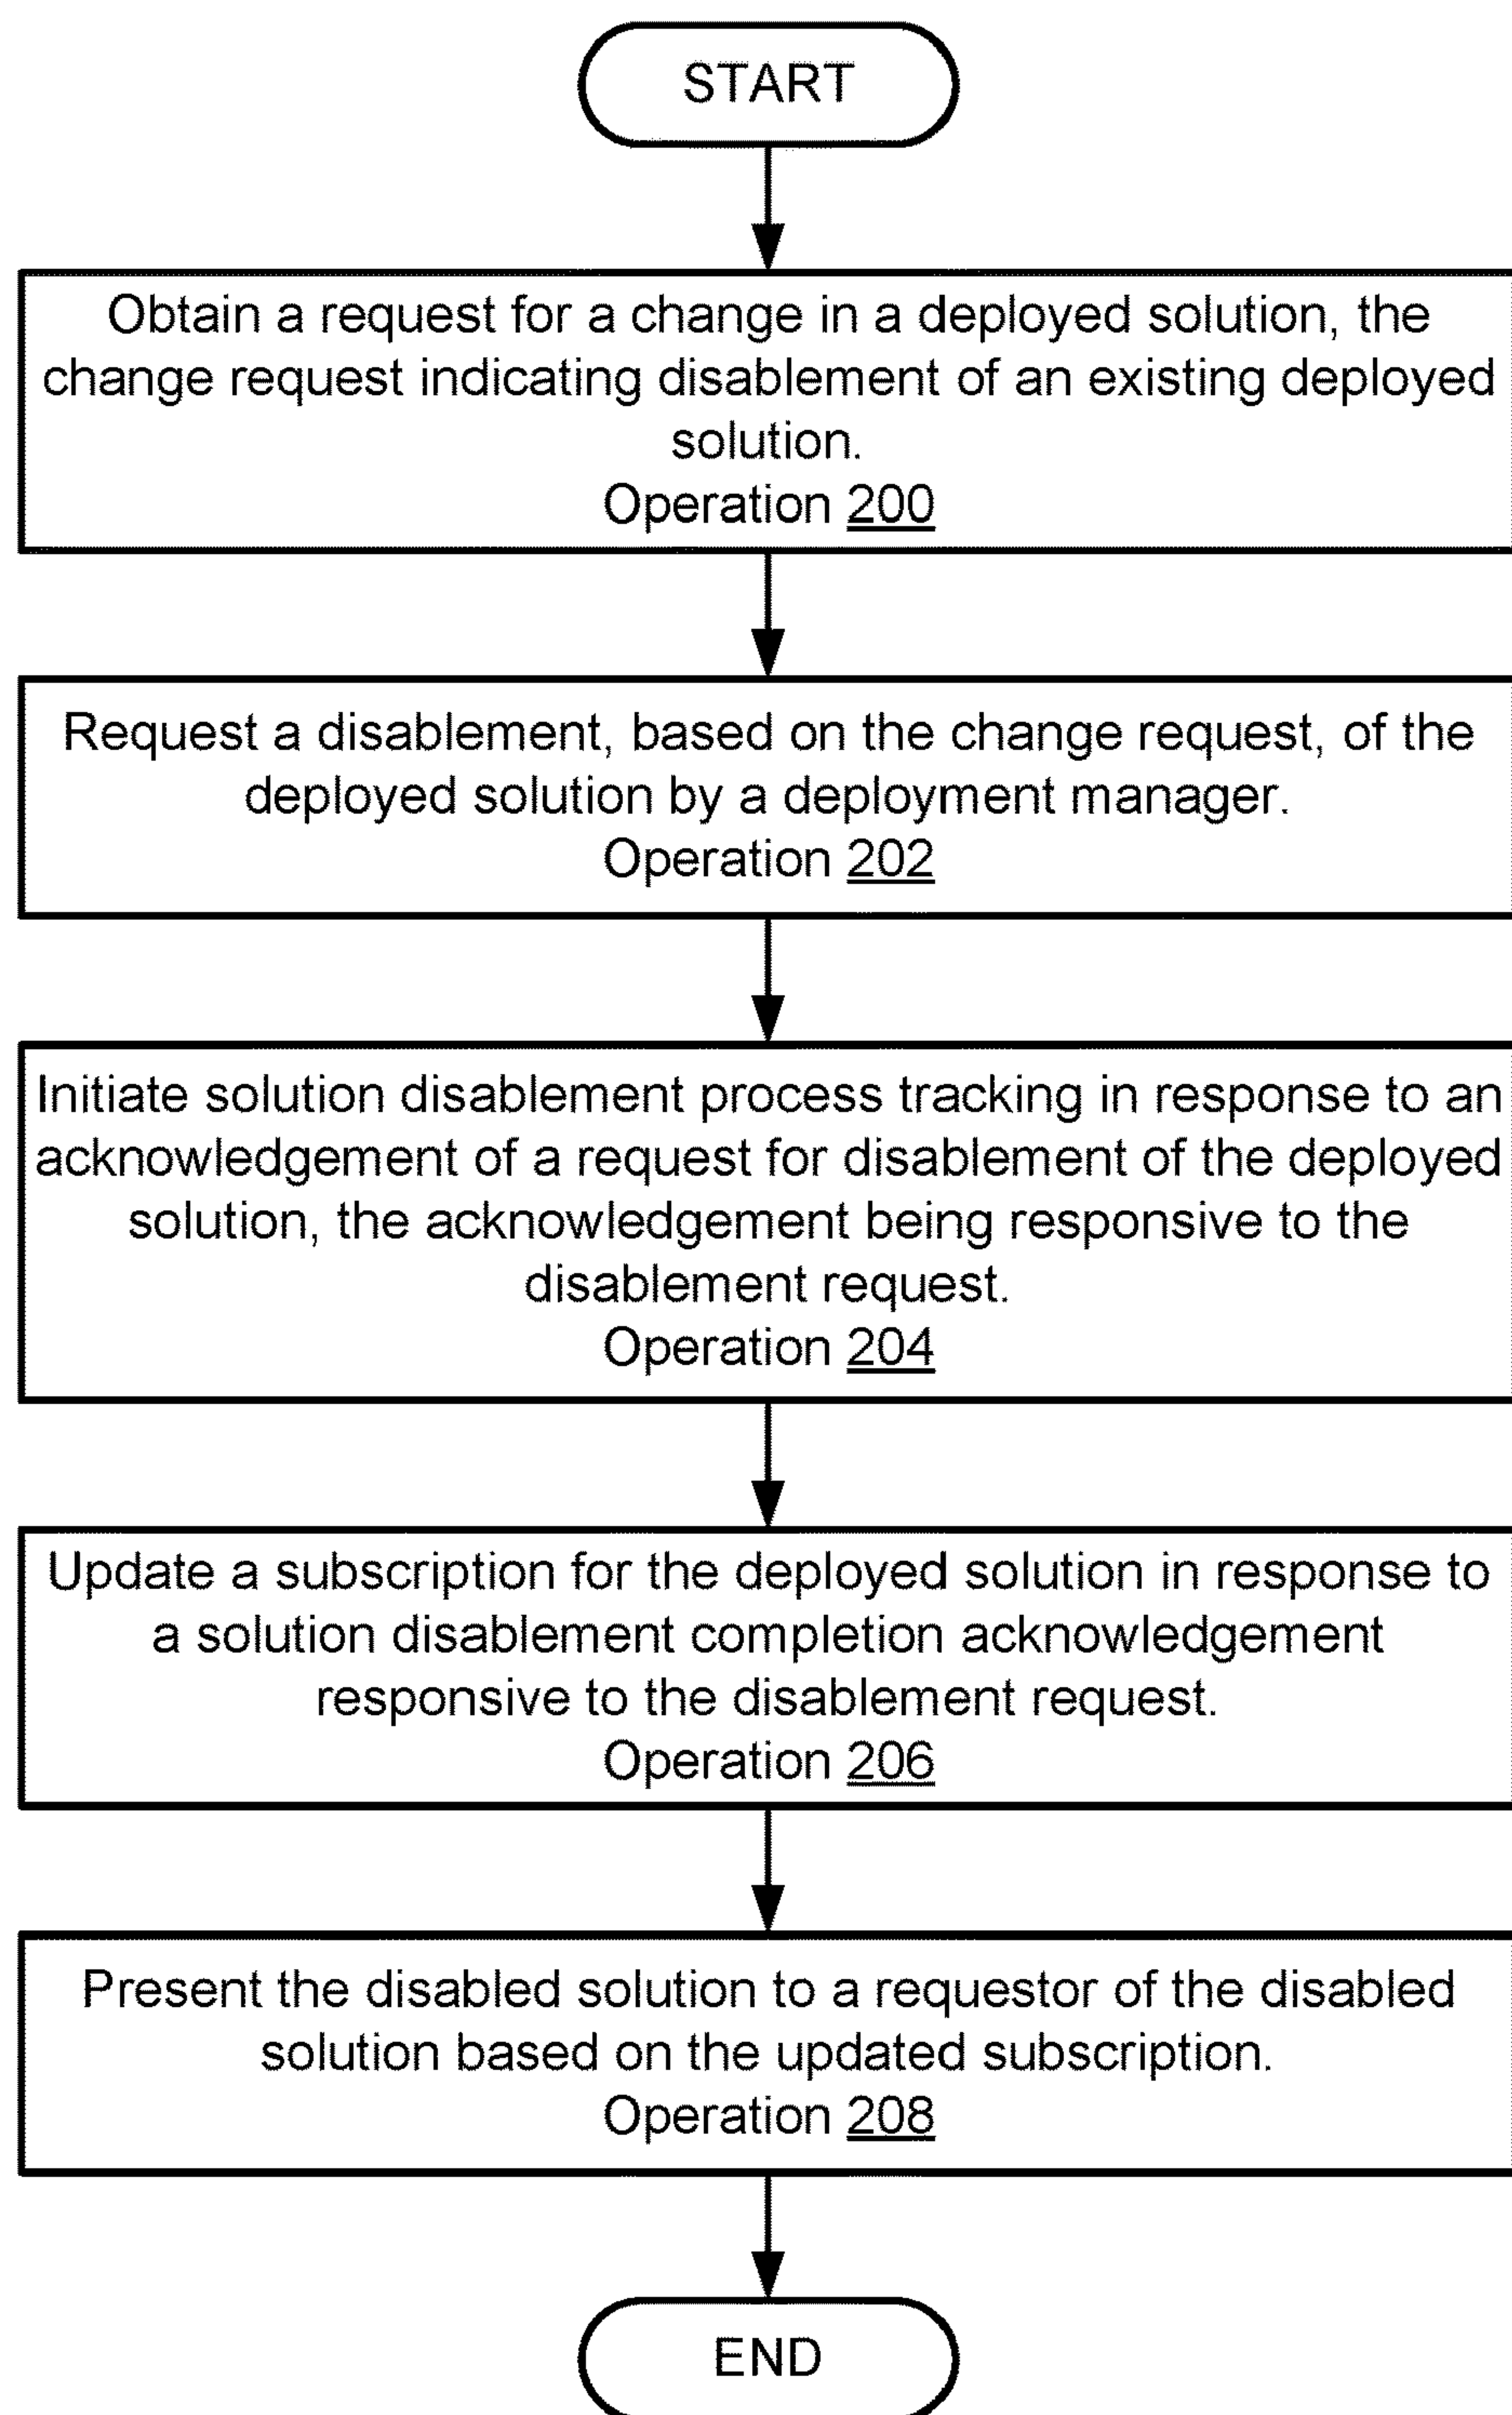 START
Obtain a request for a change in a deployed solution, the
change request indicating disablement of an existing deployed
solution.
Operation 200
Request a disablement, based on the change request, of the
deployed solution by a deployment manager.
Operation 202
Initiate solution disablement process tracking in response to an
acknowledgement of a request for disablement of the deployed
solution, the acknowledgement being responsive to the
disablement request.
Operation 204
Update a subscription for the deployed solution in response to
a solution disablement completion acknowledgement
responsive to the disablement request.
Operation 206
Present the disabled solution to a requestor of the disabled
solution based on the updated subscription.
Operation 208
END